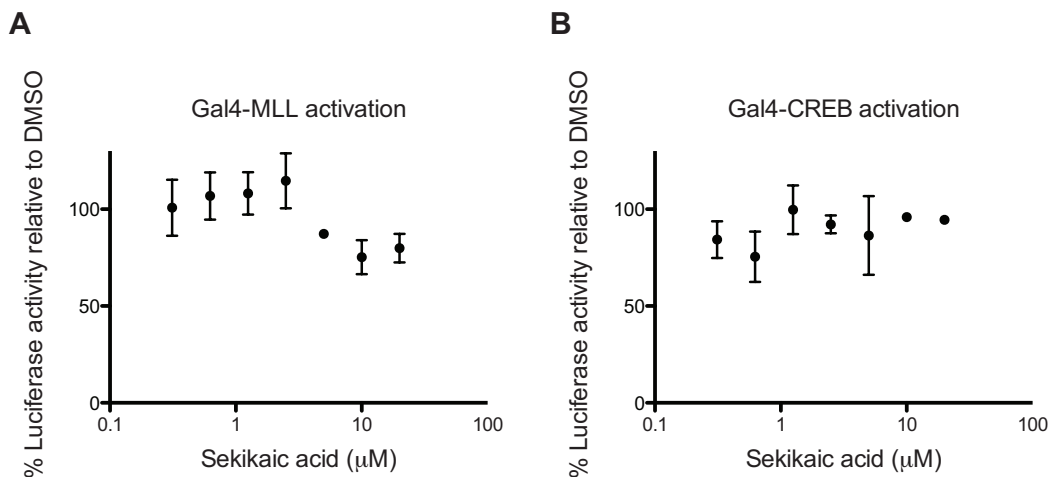 A
Gal4-MLL activation
% Luciferase activity relative to DMSO
100
50
0
0.1
1
10
100
Sekikaic acid (μM)
B
Gal4-CREB activation
% Luciferase activity relative to DMSO
100
50
0
0.1
1
10
100
Sekikaic acid (μM)